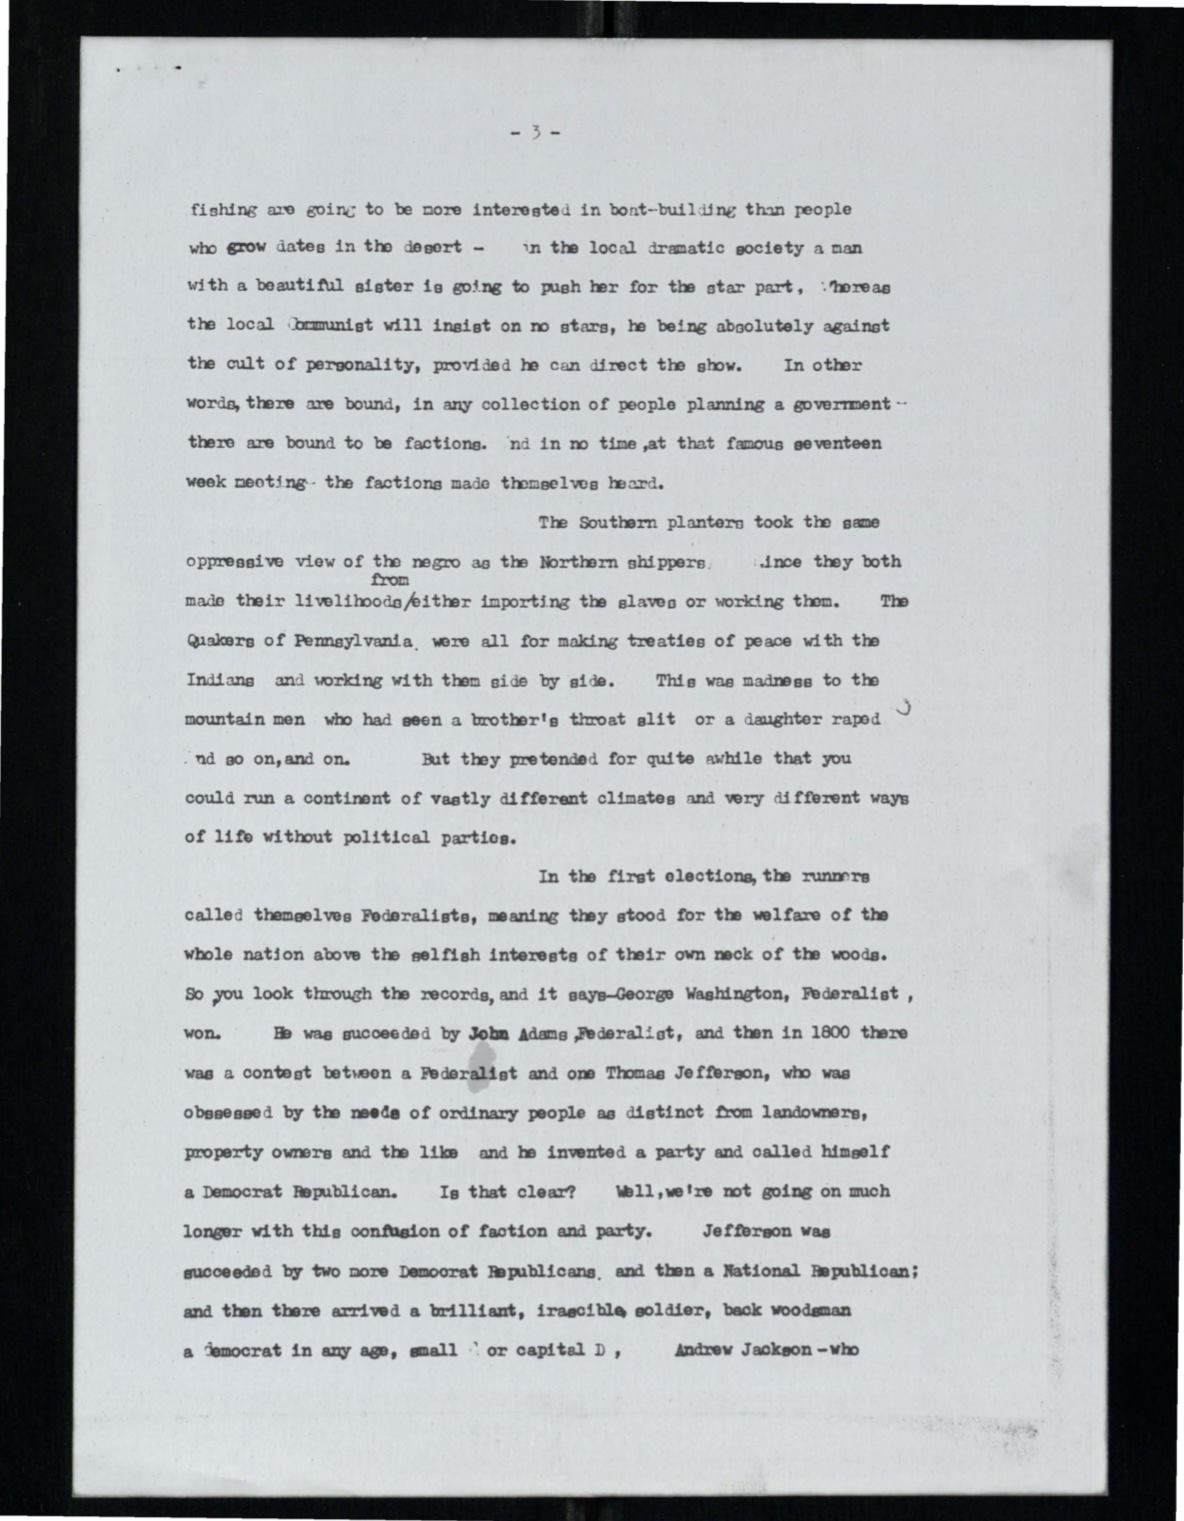 - 3 -
fishing are going to be more interested in boat-building than people
who grow dates in the desert - in the local dramatic society a man
with a beautiful sister is going to push her for the star part, Whereas
the local Communist will insist on no stars, he being absolutely against
the cult of personality, provided he can direct the show. In other
words, there are bound, in any collection of people planning a government --
there are bound to be factions. nd in no time ,at that famous seventeen
week meeting- the factions made themselves heard.
The Southern planters took the same
oppressive view of the negro as the Northern shippers. .ince they both
from
made their livelihoods/either importing the slaves or working them. The
Quakers of Pennsylvania. were all for making treaties of peace with the
Indians and working with them side by side. This was madness to the
mountain men who had seen a brother's throat slit or a daughter raped
nd so on,and on. But they pretended for quite awhile that you
could run a continent of vastly different climates and very different ways
of life without political parties.
In the first elections, the runners
called themselves Federalists, meaning they stood for the welfare of the
whole nation above the selfish interests of their own neck of the woods.
So you look through the records, and it says-George Washington, Federalist ,
won. He was succeeded by John Adams ,Federalist, and then in 1800 there
was a contest between a Federalist and one Thomas Jefferson, who was
obssessed by the needs of ordinary people as distinct from landowners,
property owners and the like and he invented a party and called himself
a Democrat Republican. Is that clear? Well,we're not going on much
longer with this confusion of faction and party. Jefferson was
succeeded by two more Democrat Republicans. and then a National Republican;
and then there arrived a brilliant, irascible, soldier, back woodsman
a democrat in any age, small or capital D , Andrew Jackson -who